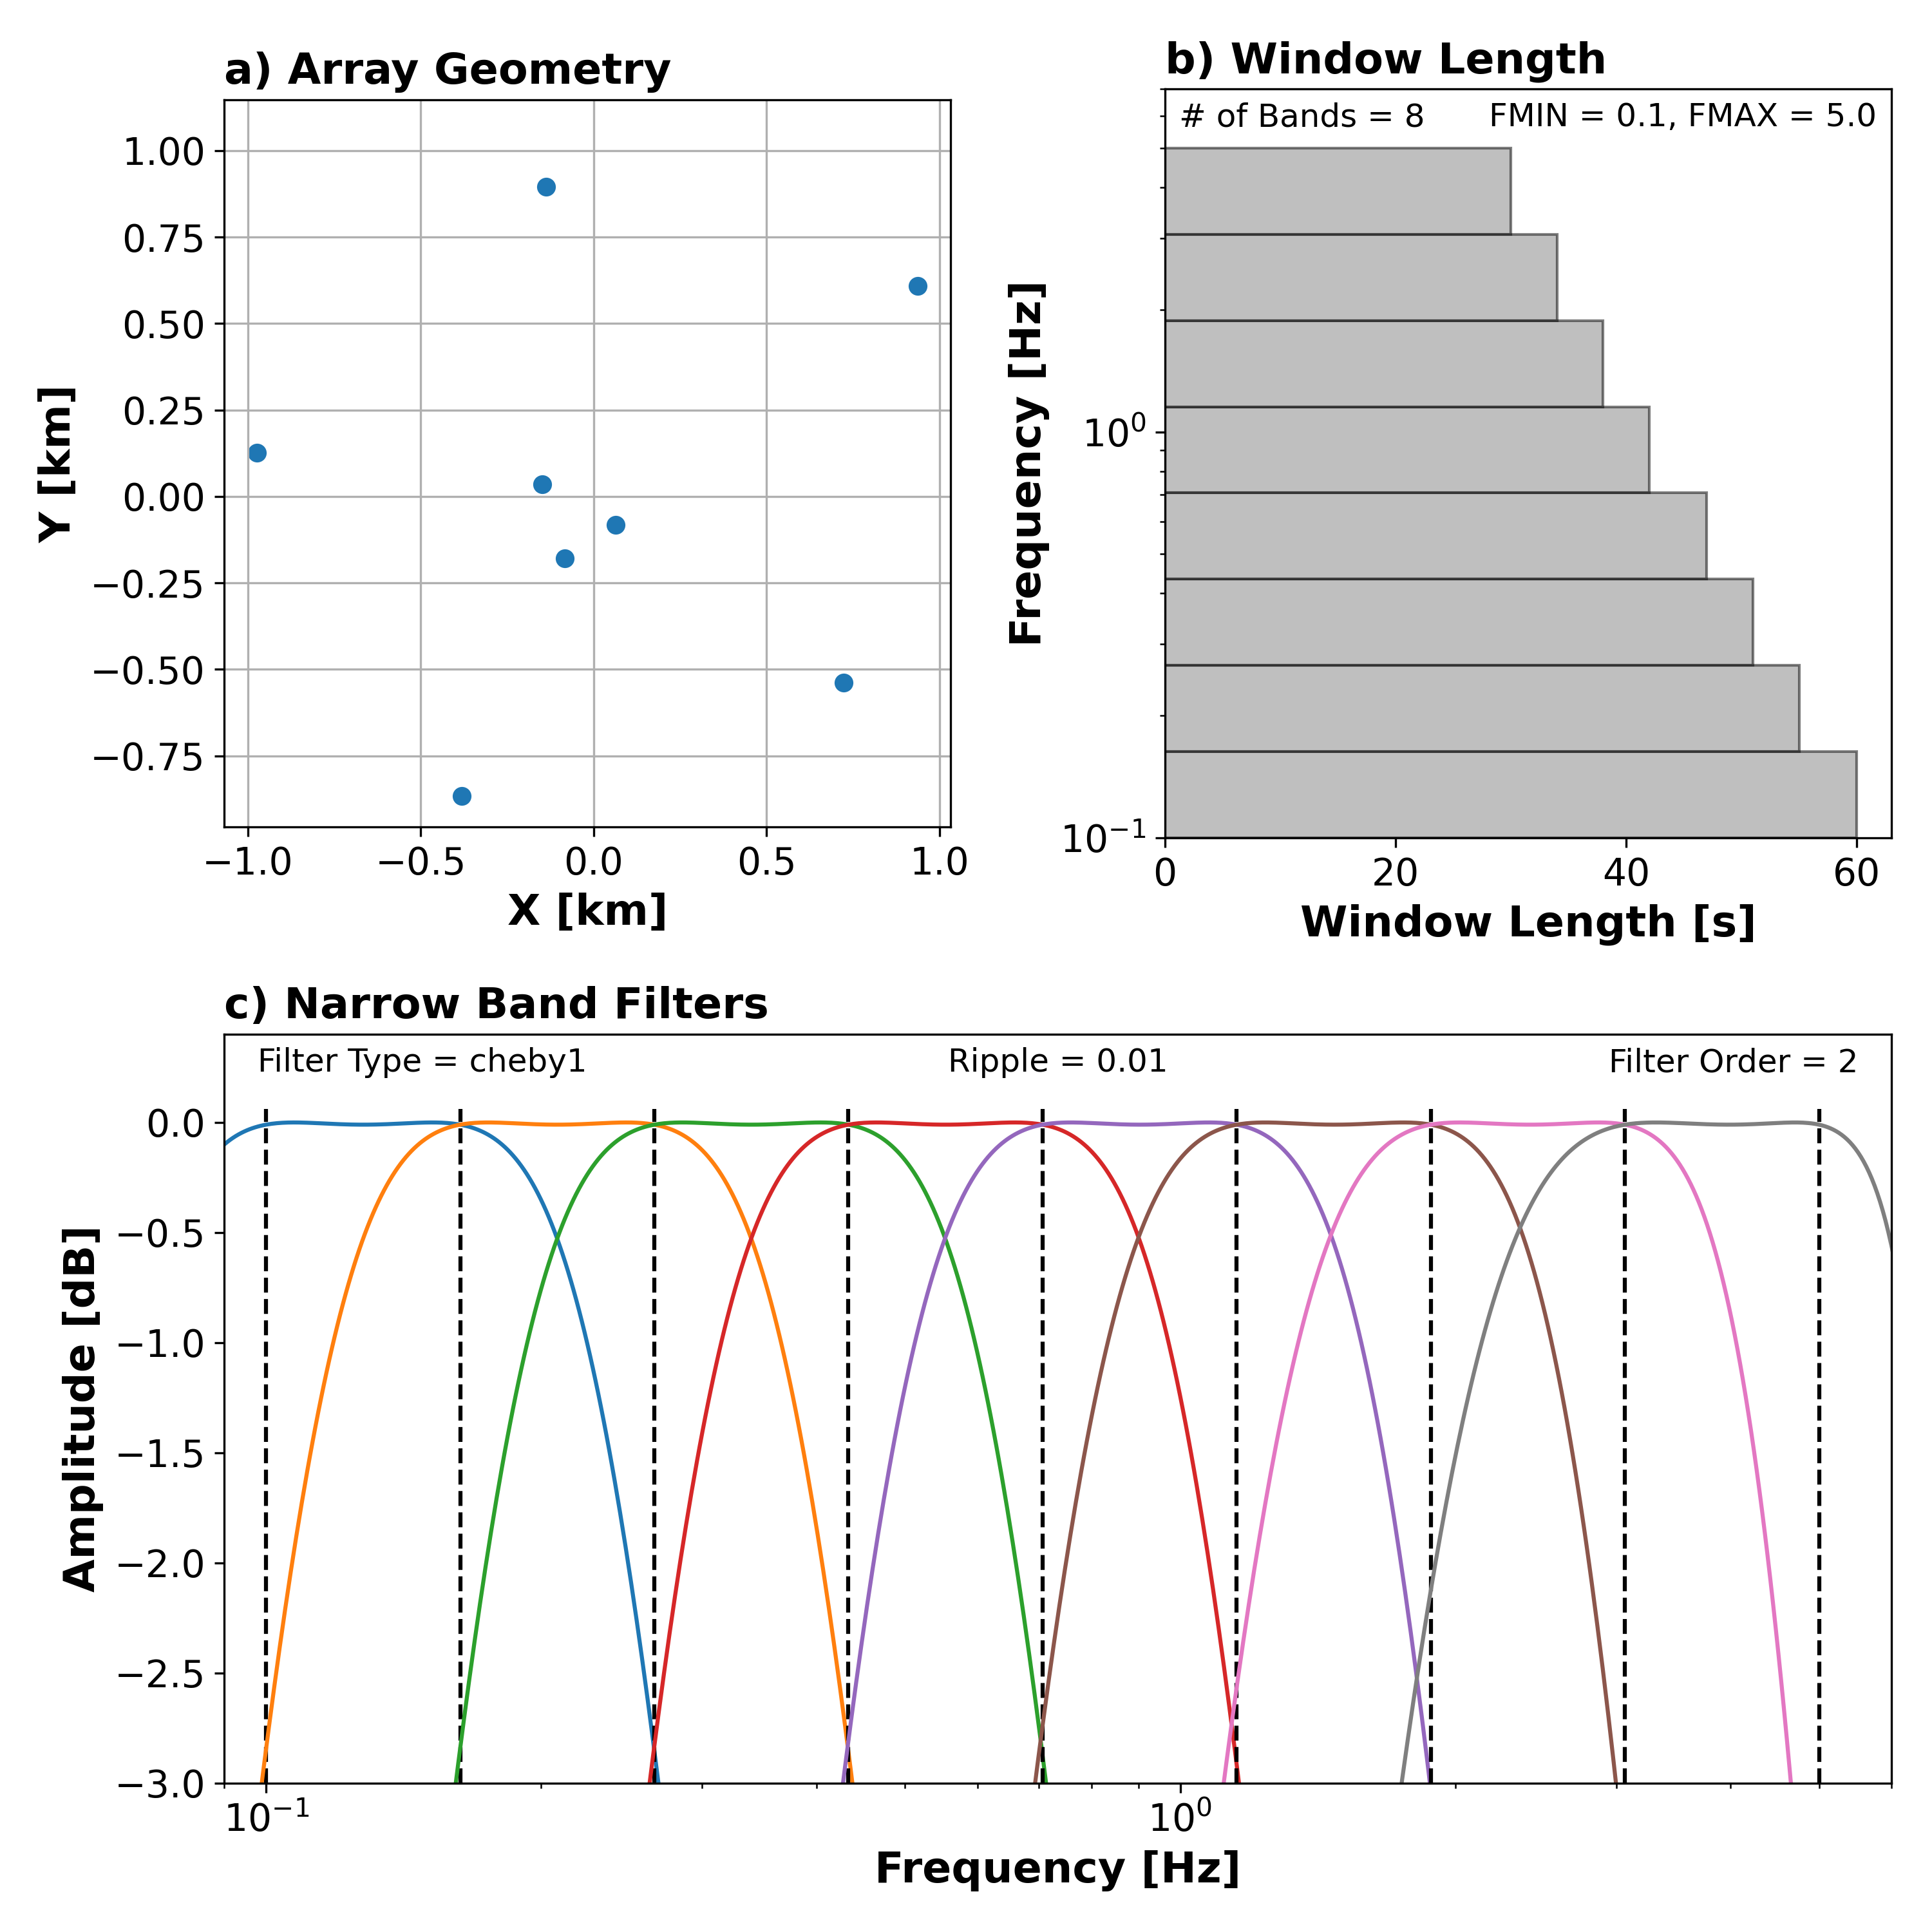 a) Array Geometry
1.00
0.75
0.50
0.25
0.00
−0.25
−0.50
−0.75
Y [km]
−1.0 −0.5 0.0 0.5 1.0
X [km]
b) Window Length
# of Bands = 8 FMIN = 0.1, FMAX = 5.0
10⁰
10⁻¹
Frequency [Hz]
0 20 40 60
Window Length [s]
c) Narrow Band Filters
Filter Type = cheby1 Ripple = 0.01 Filter Order = 2
0.0
−0.5
−1.0
−1.5
−2.0
−2.5
−3.0
Amplitude [dB]
10⁻¹ 10⁰
Frequency [Hz]